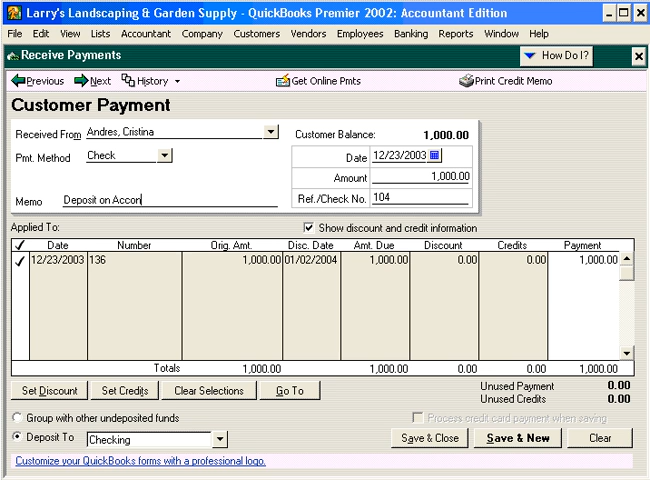 Larry's Landscaping & Garden Supply - QuickBooks Premier 2002: Accountant Edition
File Edit View Lists Accountant Company Customers Vendors Employees Banking Reports Window Help
Receive Payments How Do I?
Previous Next History Get Online Pmts Print Credit Memo
Customer Payment
Received From Andres, Cristina Customer Balance: 1,000.00
Pmt. Method Check Date 12/23/2003
Amount 1,000.00
Memo Deposit on Accon Ref./Check No. 104
Applied To: Show discount and credit information
Date Number Orig. Amt. Disc. Date Amt. Due Discount Credits Payment
12/23/2003 136 1,000.00 01/02/2004 1,000.00 0.00 0.00 1,000.00
Totals 1,000.00 1,000.00 0.00 0.00 1,000.00
Set Discount Set Credits Clear Selections Go To Unused Payment 0.00
Unused Credits 0.00
Group with other undeposited funds Process credit card payment when saving
Deposit To Checking Save & Close Save & New Clear
Customize your QuickBooks forms with a professional logo.